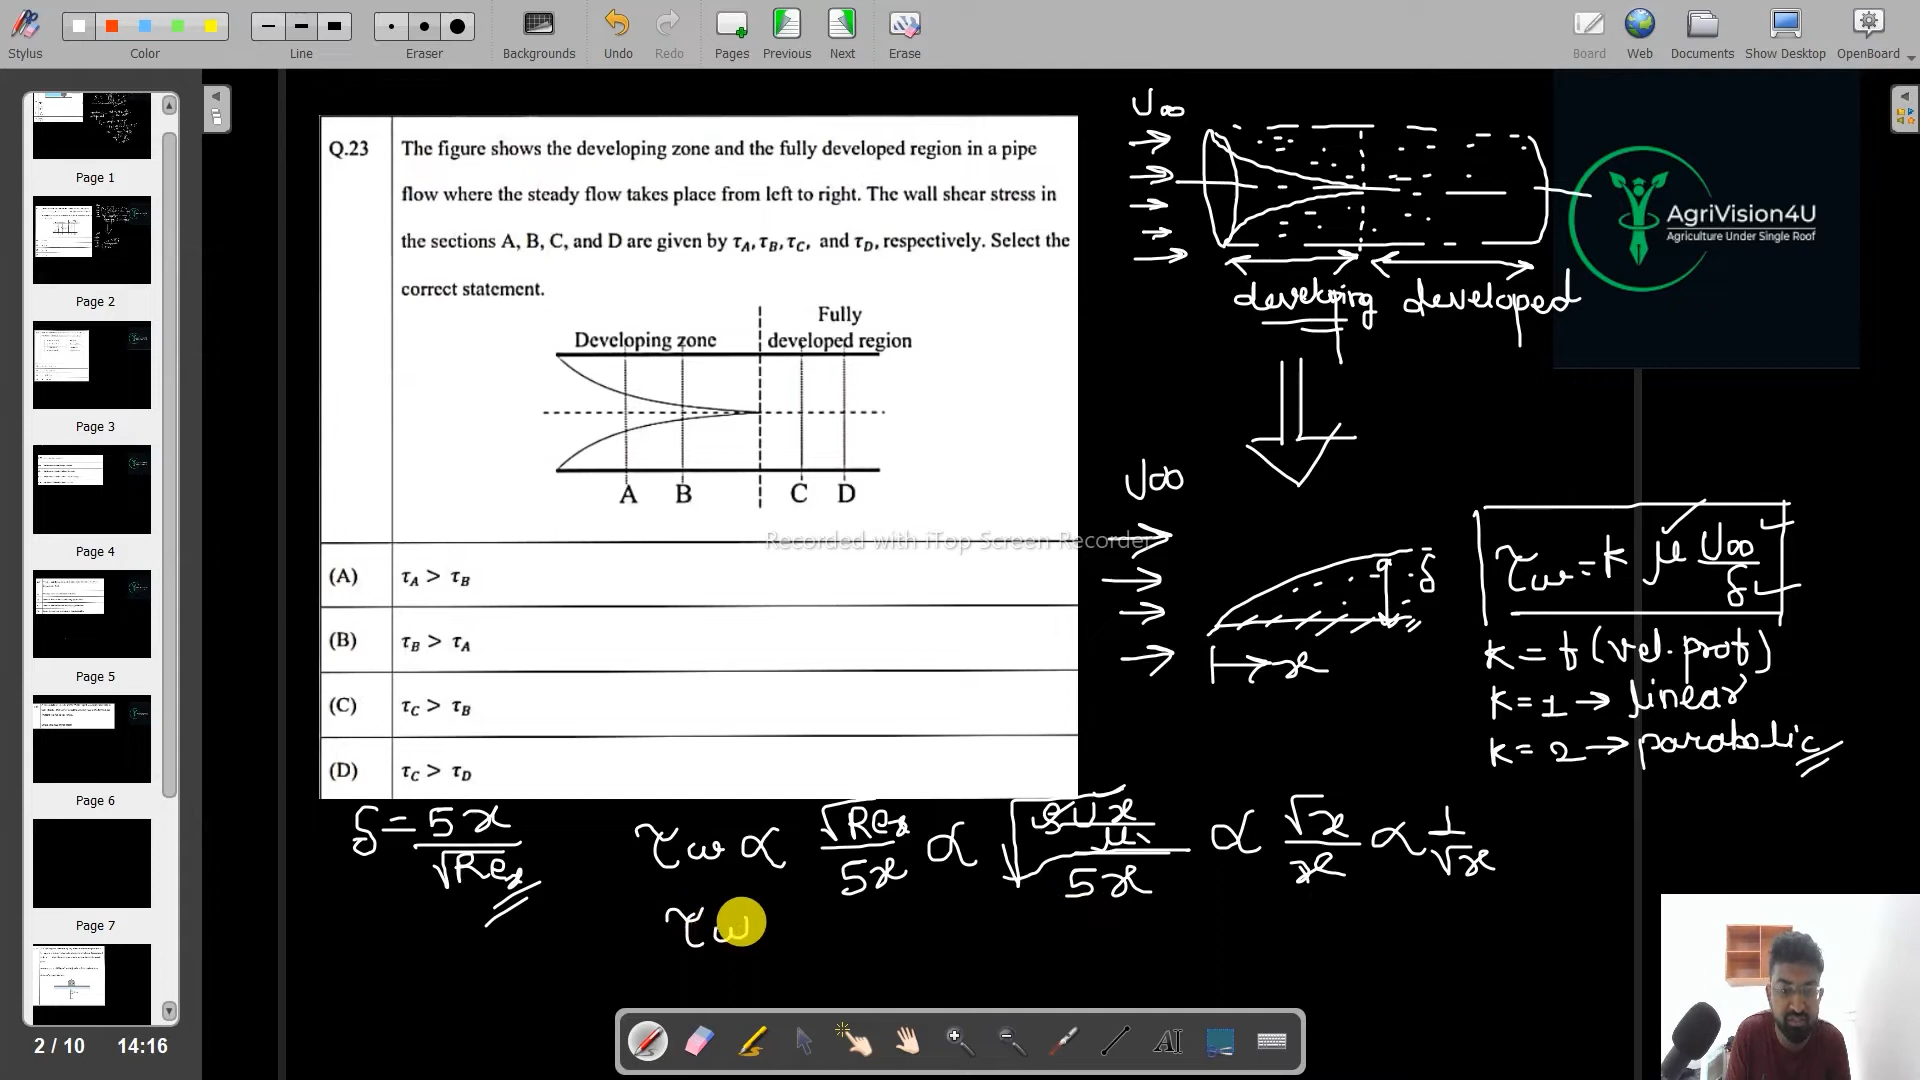 Stylus
Color
Line
Eraser
Backgrounds
Undo
Redo
Pages
Previous
Next
Erase
Board
Web
Documents
Show Desktop
OpenBoard
Page 1
Page 2
Page 3
Page 4
Page 5
Page 6
Page 7
2 / 10 14:16
Q.23
The figure shows the developing zone and the fully developed region in a pipe
flow where the steady flow takes place from left to right. The wall shear stress in
the sections A, B, C, and D are given by τA, τB, τC, and τD, respectively. Select the
correct statement.
Fully
Developing zone developed region
A B C D
(A) τA > τB
(B) τB > τA
(C) τC > τB
(D) τC > τD
Recorded with iTop Screen Recorder
U∞
developing developed
AgriVision4U
Agriculture Under Single Roof
U∞
δ
x
τw = k μ U∞/δ
k = f (vel. prof)
k = 1 → linear
k = 2 → parabolic
δ = 5x/√Rex
τw ∝ √Rex/5x ∝ √(ρUx/μ)/5x ∝ √x/x ∝ 1/√x
τw
AI